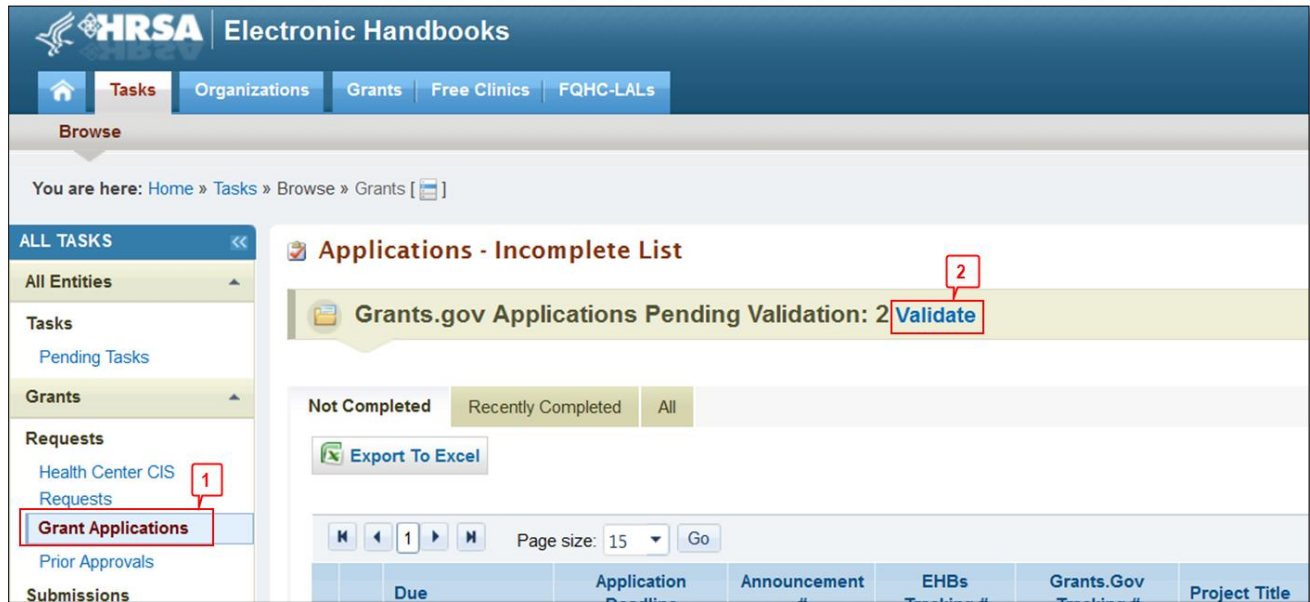 HRSA Electronic Handbooks
Tasks Organizations Grants Free Clinics FQHC-LALs
Browse
You are here: Home » Tasks » Browse » Grants [ ]
ALL TASKS
All Entities
Tasks
Pending Tasks
Grants
Requests
Health Center CIS
Requests
1
Grant Applications
Prior Approvals
Submissions
Applications - Incomplete List
2
Grants.gov Applications Pending Validation: 2 Validate
Not Completed Recently Completed All
Export To Excel
1 Page size: 15 Go
Due Application Announcement EHBs Grants.Gov Project Title
Deadline # Tracking # Tracking #